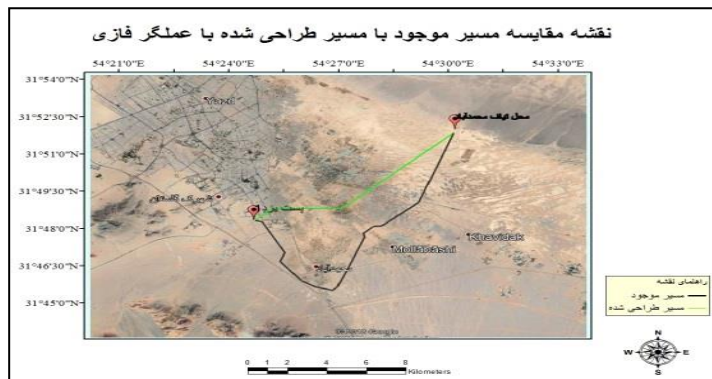 نقشه مقایسه مسیر موجود با مسیر طراحی شده با عملگر فازی
54°21'0"E 54°24'0"E 54°27'0"E 54°30'0"E 54°33'0"E
31°54'0"N
31°52'30"N
31°51'0"N
31°49'30"N
31°48'0"N
31°46'30"N
31°45'0"N
Yazd
پست یزد
Mollabashi
Khavidak
Google
راهنمای نقشه
مسیر موجود
مسیر طراحی شده
0 1 2 4 6 8
Kilometers
N
W E
S